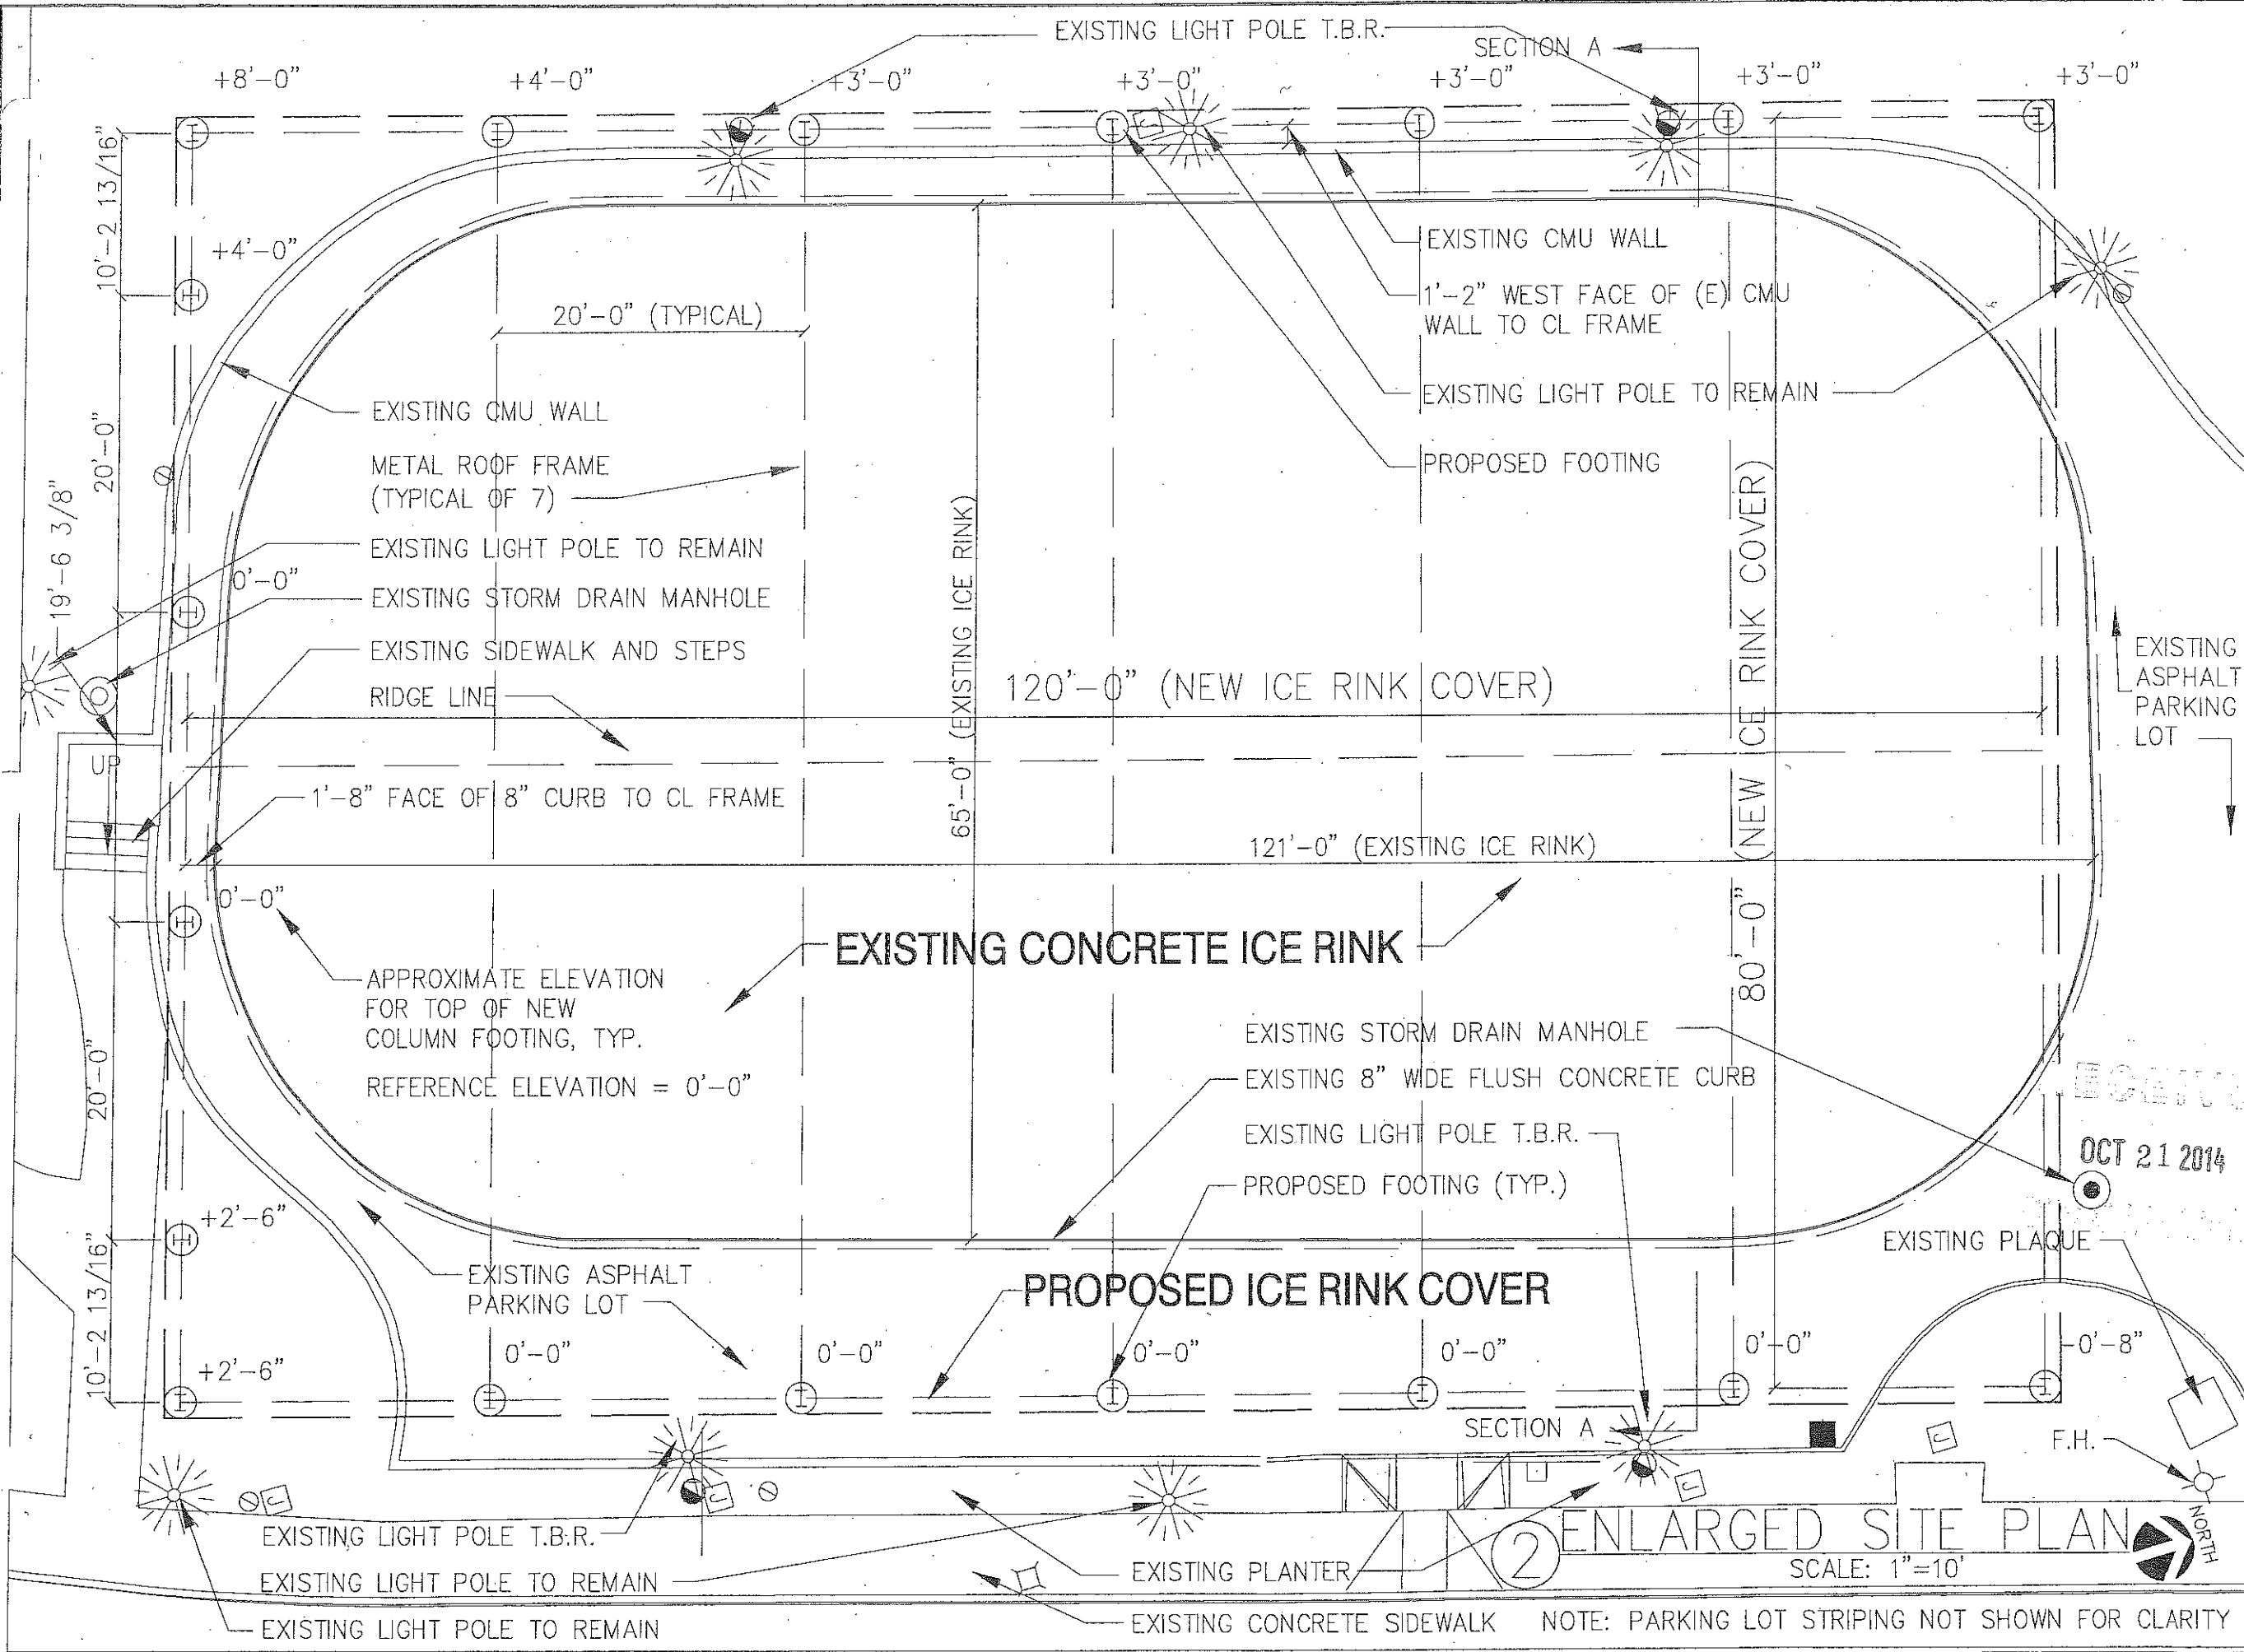 EXISTING LIGHT POLE T.B.R.
SECTION A
+8'-0"
+4'-0"
+3'-0"
+3'-0"
+3'-0"
+3'-0"
+3'-0"
10'-2 13/16"
+4'-0"
EXISTING CMU WALL
20'-0" (TYPICAL)
1'-2" WEST FACE OF (E) CMU
WALL TO CL FRAME
EXISTING LIGHT POLE TO REMAIN
EXISTING CMU WALL
20'-0"
METAL ROOF FRAME
(TYPICAL OF 7)
PROPOSED FOOTING
19'-6 3/8"
EXISTING LIGHT POLE TO REMAIN
0'-0"
EXISTING STORM DRAIN MANHOLE
EXISTING SIDEWALK AND STEPS
RIDGE LINE
65'-0" (EXISTING ICE RINK)
120'-0" (NEW ICE RINK COVER)
80'-0" (NEW ICE RINK COVER)
EXISTING
ASPHALT
PARKING
LOT
UP
1'-8" FACE OF 8" CURB TO CL FRAME
121'-0" (EXISTING ICE RINK)
0'-0"
EXISTING CONCRETE ICE RINK
APPROXIMATE ELEVATION
FOR TOP OF NEW
COLUMN FOOTING, TYP.
REFERENCE ELEVATION = 0'-0"
20'-0"
EXISTING STORM DRAIN MANHOLE
EXISTING 8" WIDE FLUSH CONCRETE CURB
EXISTING LIGHT POLE T.B.R.
PROPOSED FOOTING (TYP.)
OCT 21 2014
+2'-6"
EXISTING PLAQUE
10'-2 13/16"
EXISTING ASPHALT
PARKING LOT
PROPOSED ICE RINK COVER
+2'-6"
0'-0"
0'-0"
0'-0"
0'-0"
0'-0"
-0'-8"
SECTION A
F.H.
EXISTING LIGHT POLE T.B.R.
EXISTING LIGHT POLE TO REMAIN
EXISTING LIGHT POLE TO REMAIN
EXISTING PLANTER
EXISTING CONCRETE SIDEWALK
2 ENLARGED SITE PLAN
SCALE: 1"=10'
NORTH
NOTE: PARKING LOT STRIPING NOT SHOWN FOR CLARITY